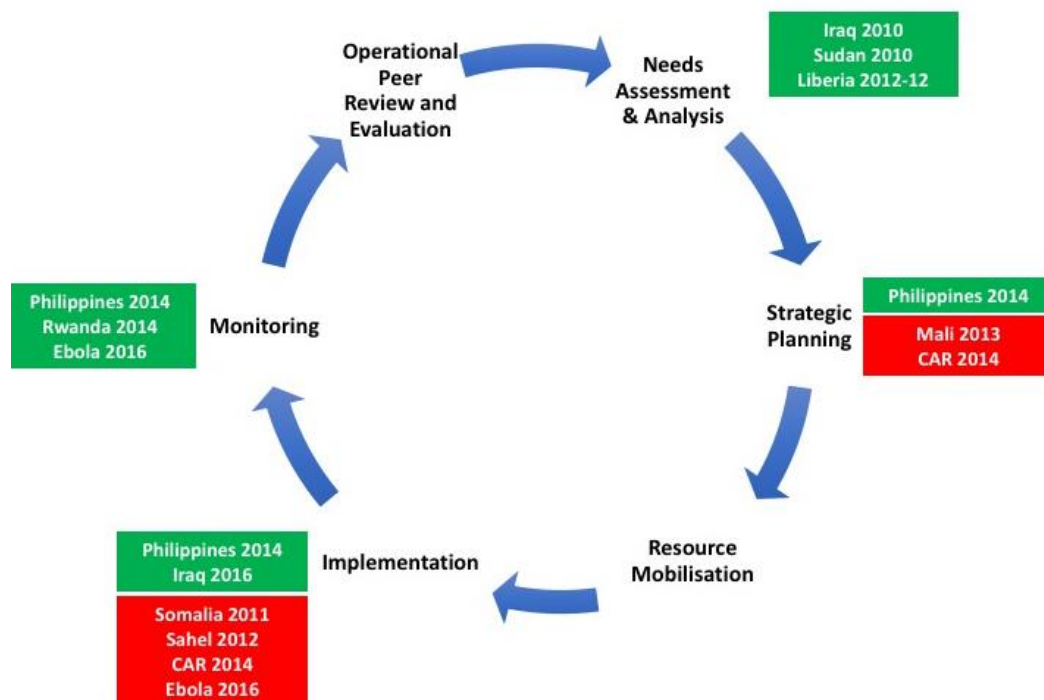 Operational
Peer
Review and
Evaluation
Needs
Assessment
& Analysis
Iraq 2010
Sudan 2010
Liberia 2012-12
Strategic
Planning
Philippines 2014
Mali 2013
CAR 2014
Resource
Mobilisation
Implementation
Philippines 2014
Iraq 2016
Somalia 2011
Sahel 2012
CAR 2014
Ebola 2016
Monitoring
Philippines 2014
Rwanda 2014
Ebola 2016